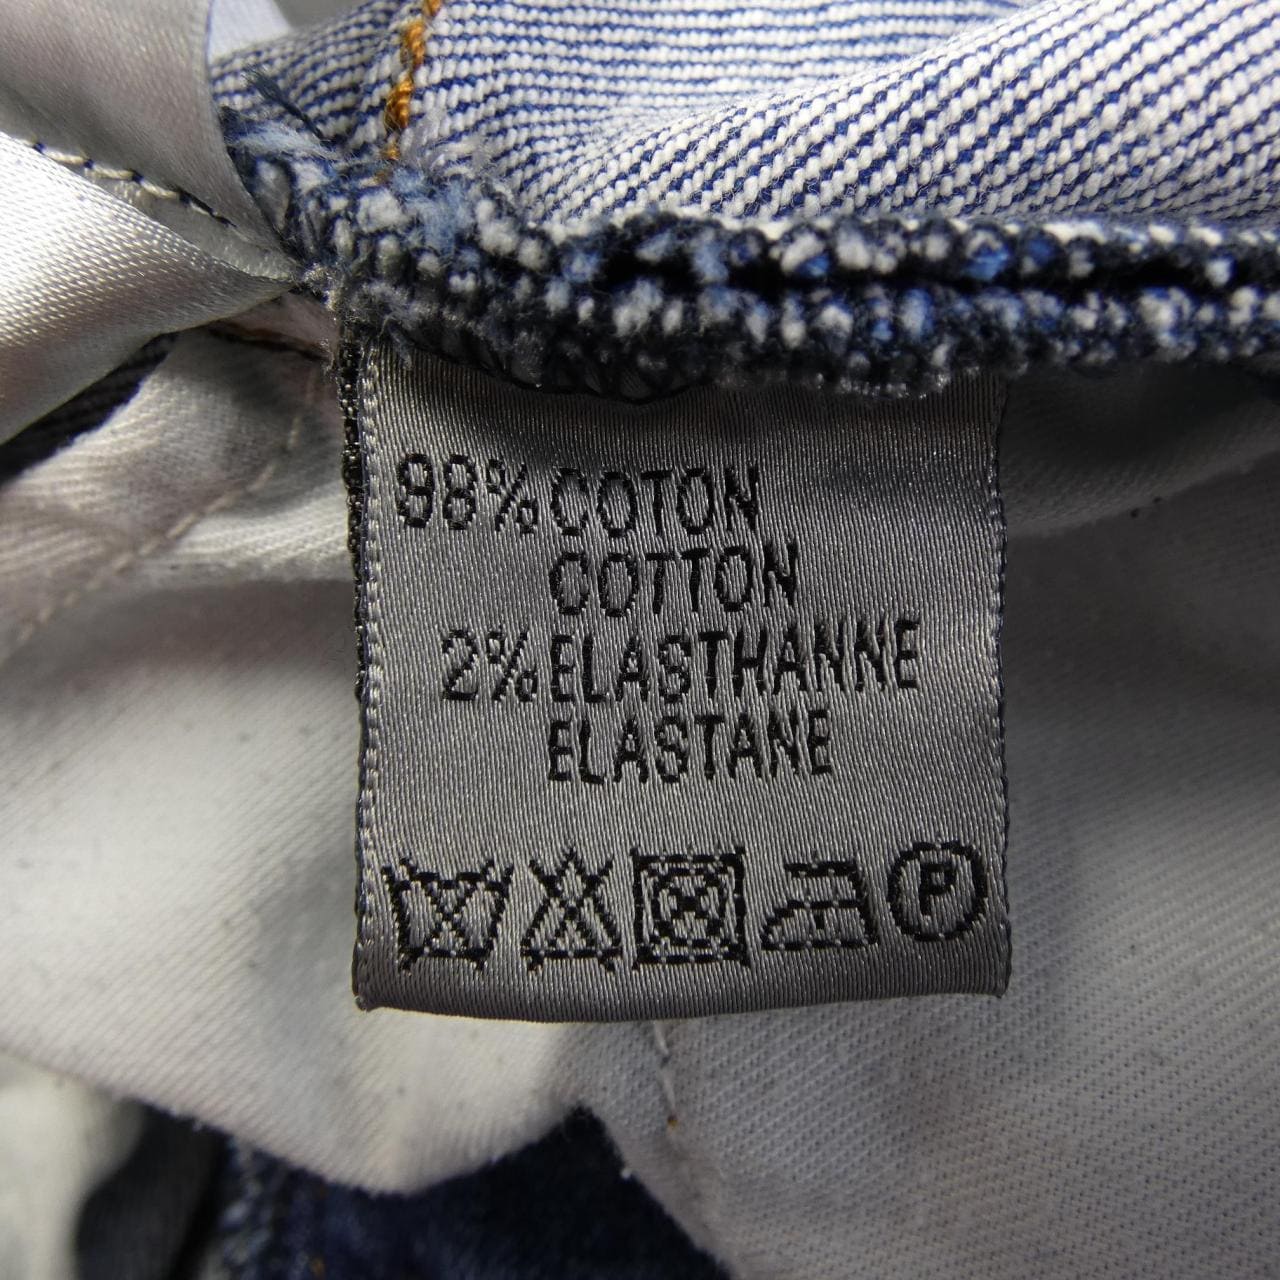 98% COTON
COTTON
2% ELASTHANNE
ELASTANE
P